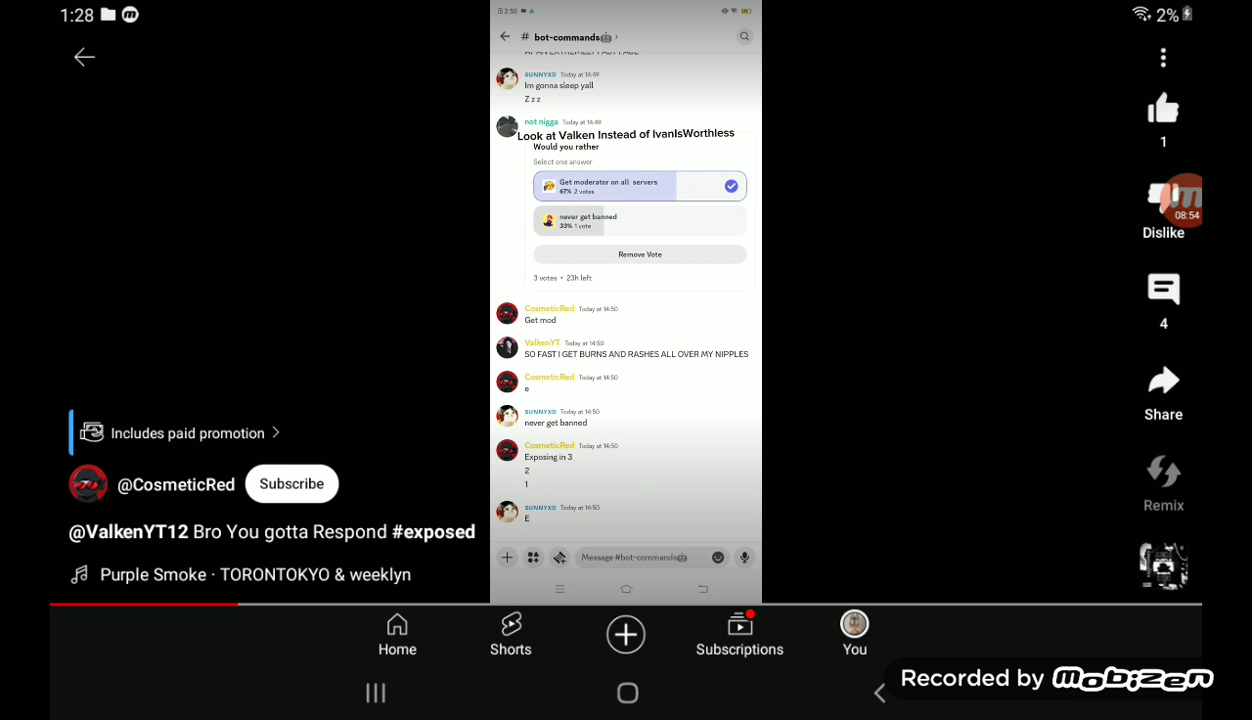 1:28
2%
2:50
# bot-commands🤖 ›
SUNNYXD Today at 14:49
Im gonna sleep yall
Z z z
not nigga Today at 14:49
Look at Valken Instead of IvanIsWorthless
Would you rather
Select one answer
Get moderator on all servers
67% 2 votes
never get banned
33% 1 vote
Remove Vote
3 votes • 23h left
CosmeticRed Today at 14:50
Get mod
ValkenYT Today at 14:50
SO FAST I GET BURNS AND RASHES ALL OVER MY NIPPLES
CosmeticRed Today at 14:50
e
SUNNYXD Today at 14:50
never get banned
CosmeticRed Today at 14:50
Exposing in 3
2
1
SUNNYXD Today at 14:50
E
Message #bot-commands🤖
1
08:54
Dislike
4
Share
Remix
Includes paid promotion >
@CosmeticRed Subscribe
@ValkenYT12 Bro You gotta Respond #exposed
Purple Smoke · TORONTOKYO & weeklyn
Home
Shorts
Subscriptions
You
Recorded by mobizen